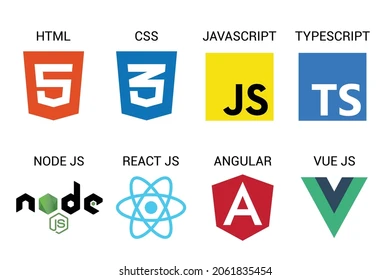 HTML CSS JAVASCRIPT TYPESCRIPT
5 3 JS TS
NODE JS REACT JS ANGULAR VUE JS
node A
JS
shutterstock.com · 2061835454